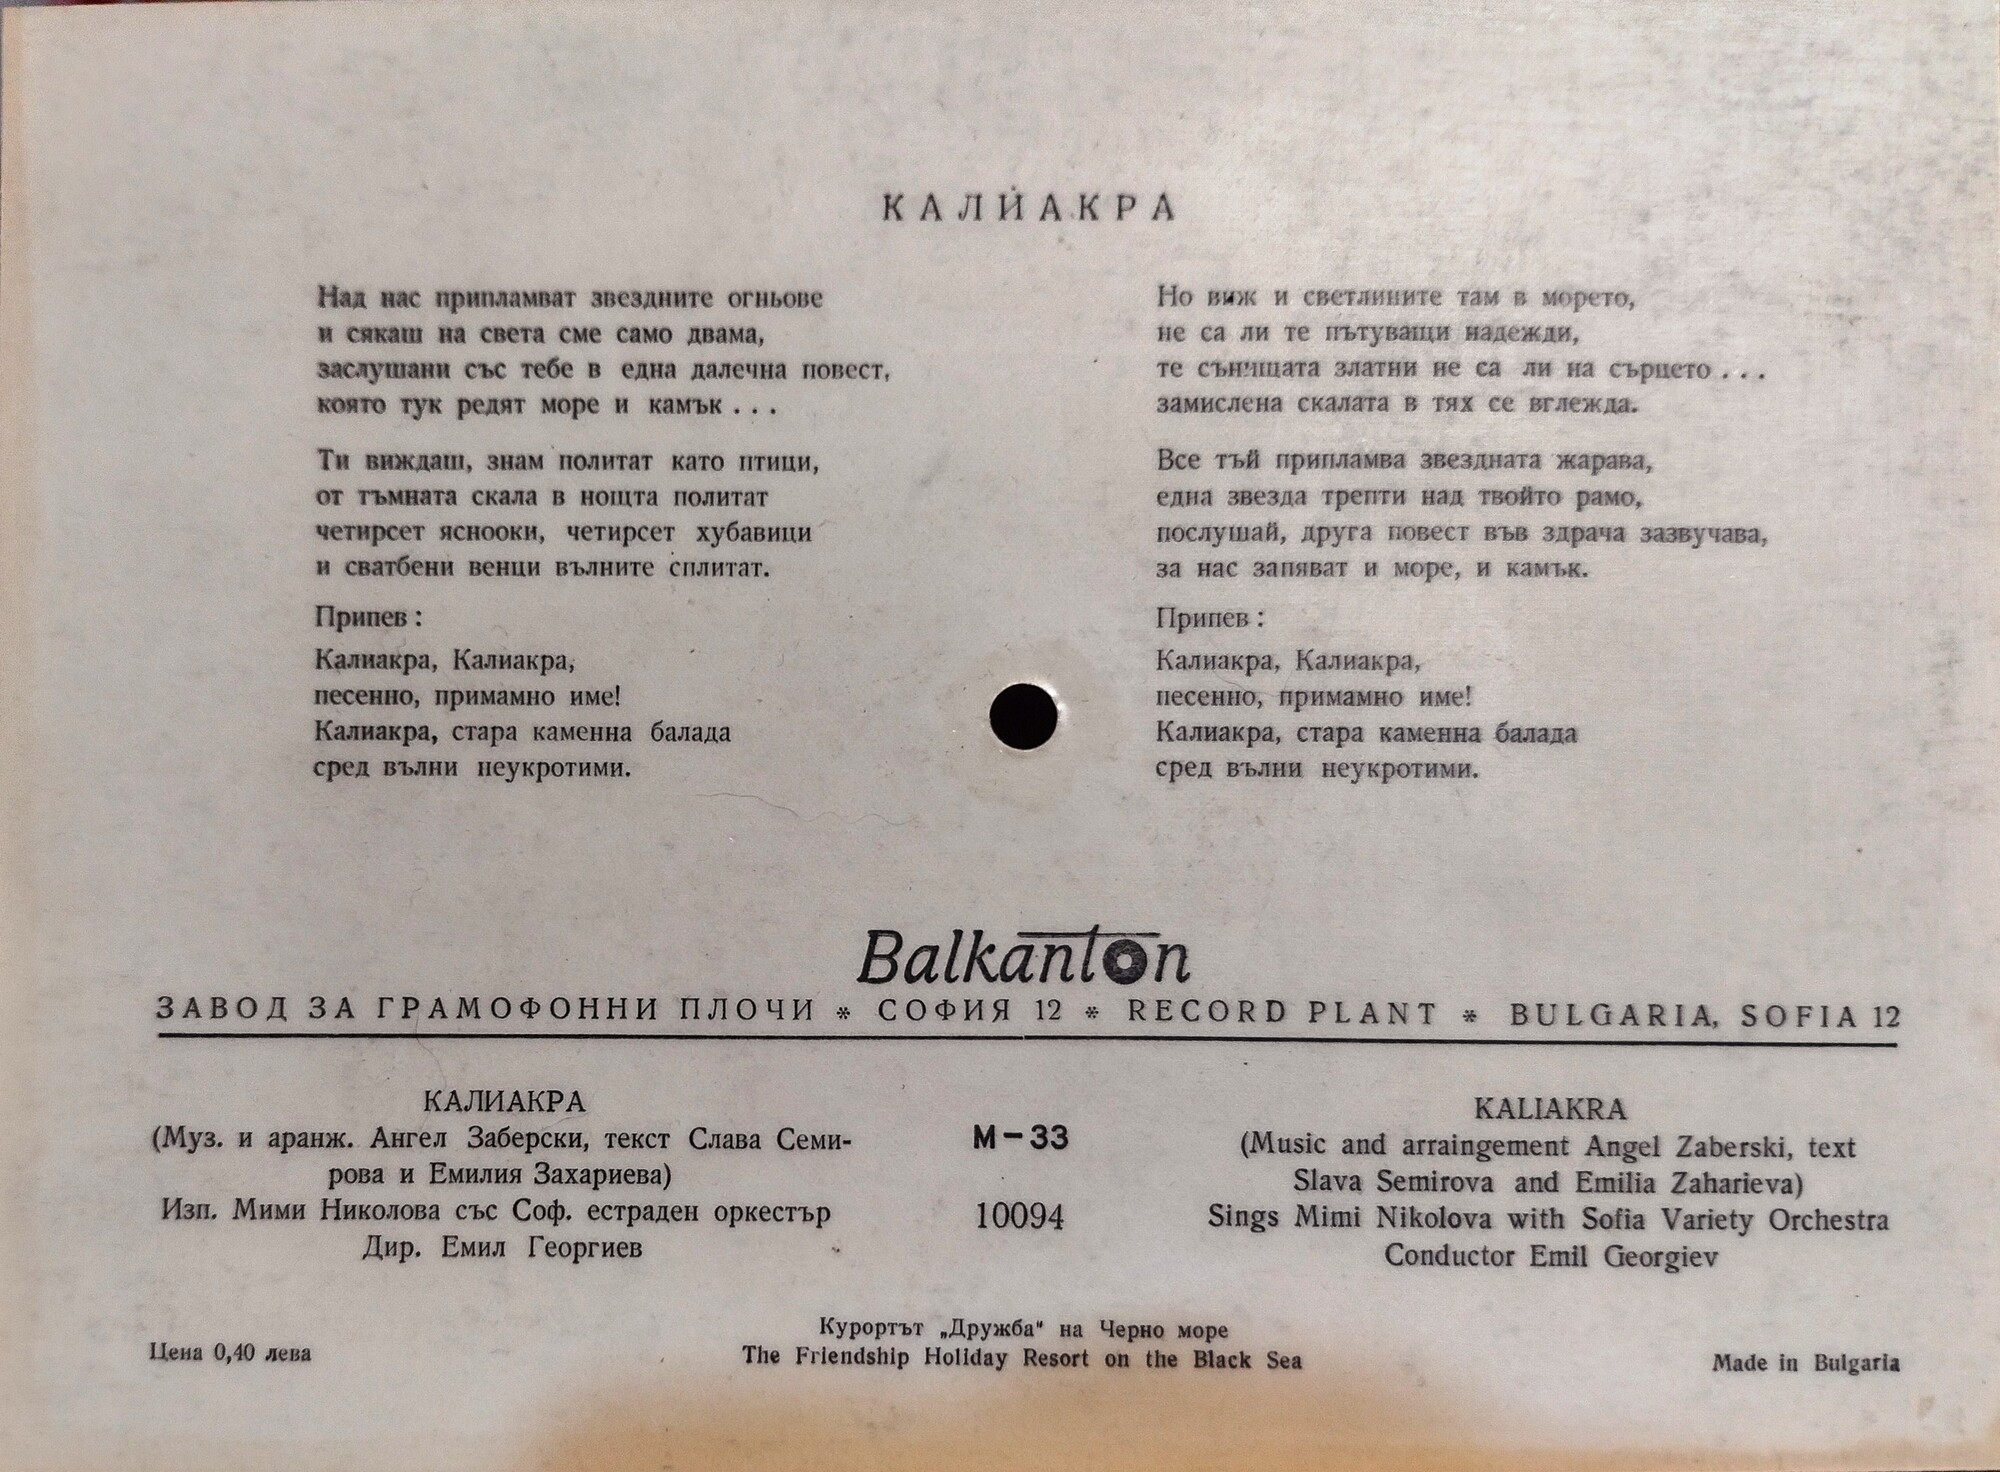 КАЛИАКРА
Над нас припламват звездните огньове
и сякаш на света сме само двама,
заслушани със тебе в една далечна повест,
която тук редят море и камък . . .
Ти виждаш, знам политат като птици,
от тъмната скала в нощта политат
четирсет яснооки, четирсет хубавици
и сватбени венци вълните сплитат.
Припев :
Калиакра, Калиакра,
песенно, примамно име!
Калиакра, стара каменна балада
сред вълни неукротими.
Но виж и светлините там в морето,
не са ли те пътуващи надежди,
те сънищата златни не са ли на сърцето . . .
замислена скалата в тях се вглежда.
Все тъй припламва звездната жарава,
една звезда трепти над твойто рамо,
послушай, друга повест във здрача зазвучава,
за нас запяват и море, и камък.
Припев :
Калиакра, Калиакра,
песенно, примамно име!
Калиакра, стара каменна балада
сред вълни неукротими.
Balkanton
ЗАВОД ЗА ГРАМОФОННИ ПЛОЧИ * СОФИЯ 12 * RECORD PLANT * BULGARIA, SOFIA 12
КАЛИАКРА
(Муз. и аранж. Ангел Заберски, текст Слава Семи-
рова и Емилия Захариева)
Изп. Мими Николова със Соф. естраден оркестър
Дир. Емил Георгиев
М-33
10094
KALIAKRA
(Music and arraingement Angel Zaberski, text
Slava Semirova and Emilia Zaharieva)
Sings Mimi Nikolova with Sofia Variety Orchestra
Conductor Emil Georgiev
Цена 0,40 лева
Курортът „Дружба“ на Черно море
The Friendship Holiday Resort on the Black Sea
Made in Bulgaria